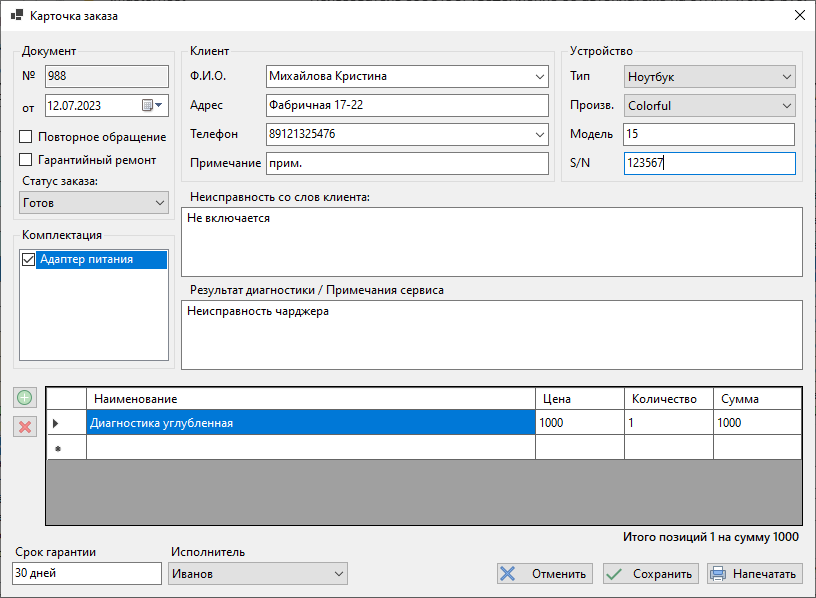 Карточка заказа
Документ
№ 988
от 12.07.2023
Повторное обращение
Гарантийный ремонт
Статус заказа:
Готов
Клиент
Ф.И.О. Михайлова Кристина
Адрес Фабричная 17-22
Телефон 89121325476
Примечание прим.
Устройство
Тип Ноутбук
Произв. Colorful
Модель 15
S/N 123567
Комплектация
Адаптер питания
Неисправность со слов клиента:
Не включается
Результат диагностики / Примечания сервиса
Неисправность чарджера
Наименование Цена Количество Сумма
Диагностика углубленная 1000 1 1000
Итого позиций 1 на сумму 1000
Срок гарантии
30 дней
Исполнитель
Иванов
Отменить Сохранить Напечатать